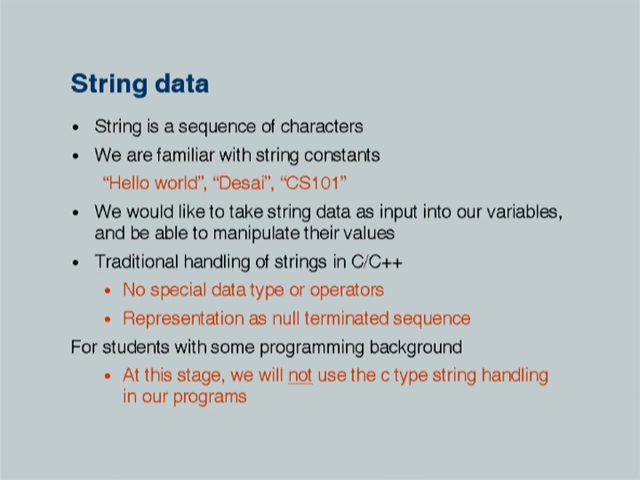 String data
• String is a sequence of characters
• We are familiar with string constants
“Hello world”, “Desai”, “CS101”
• We would like to take string data as input into our variables,
and be able to manipulate their values
• Traditional handling of strings in C/C++
• No special data type or operators
• Representation as null terminated sequence
For students with some programming background
• At this stage, we will not use the c type string handling
in our programs